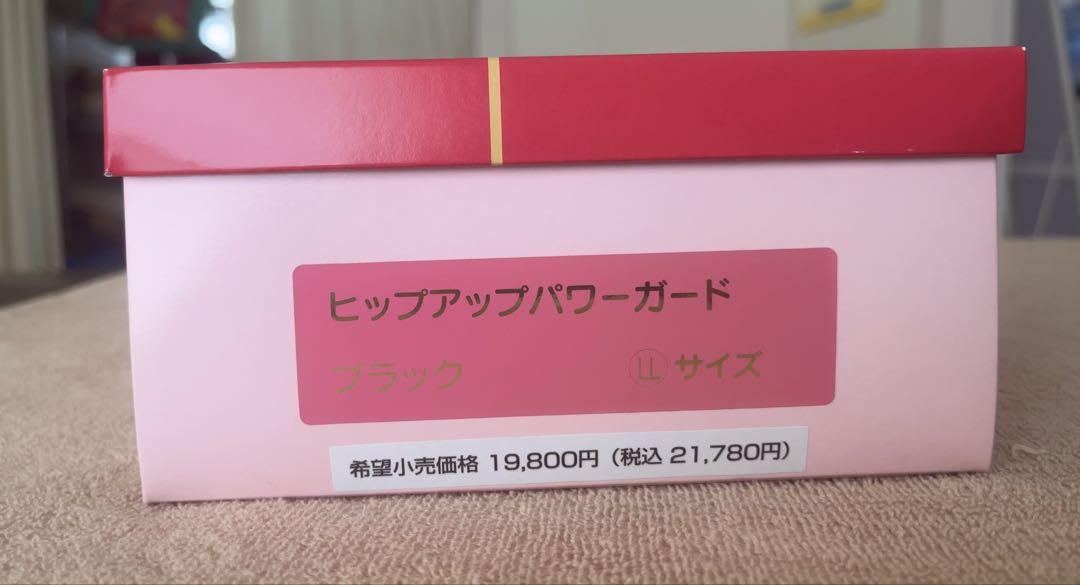 ヒップアップパワーガード
ブラック ⓁⓁ サイズ
希望小売価格 19,800円（税込 21,780円）